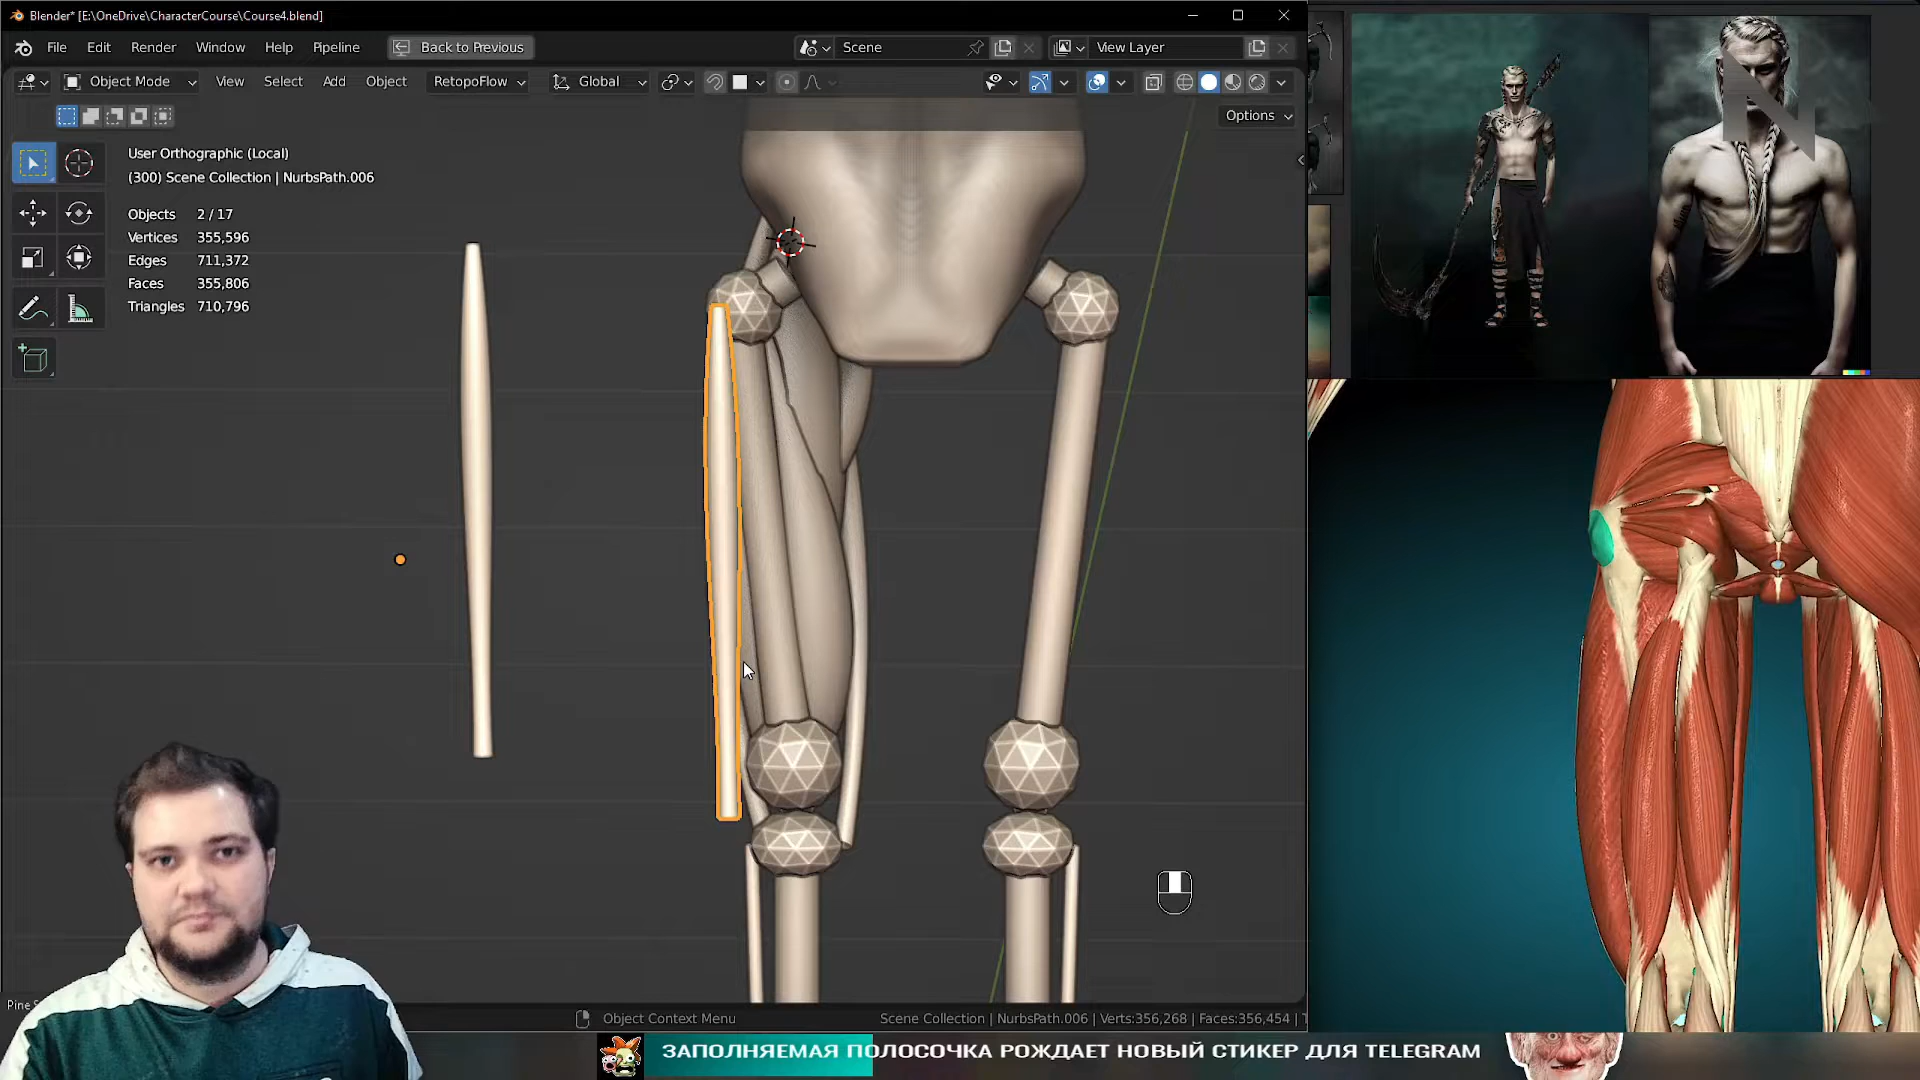 Blender* [E:\OneDrive\CharacterCourse\Course4.blend]
File Edit Render Window Help Pipeline Back to Previous Scene View Layer
Object Mode View Select Add Object RetopoFlow Global
Options
User Orthographic (Local)
(300) Scene Collection | NurbsPath.006
Objects 2 / 17
Vertices 355,596
Edges 711,372
Faces 355,806
Triangles 710,796
Object Context Menu Scene Collection | NurbsPath.006 | Verts:356,268 | Faces:356,454 |
ЗАПОЛНЯЕМАЯ ПОЛОСОЧКА РОЖДАЕТ НОВЫЙ СТИКЕР ДЛЯ TELEGRAM